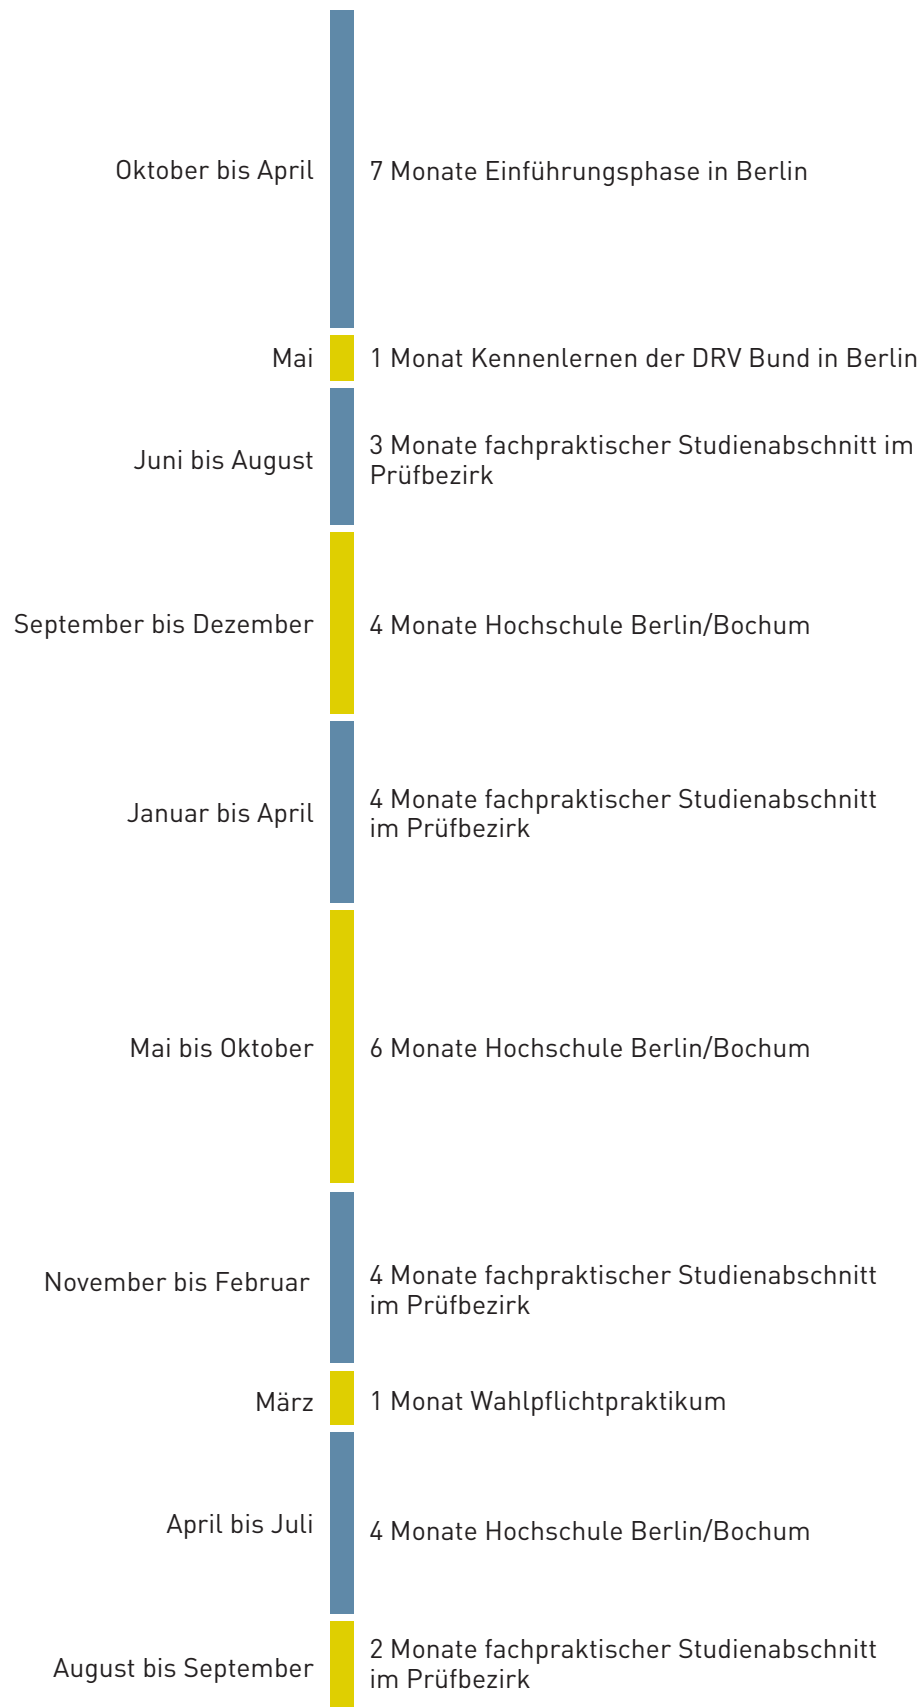 Oktober bis April
7 Monate Einführungsphase in Berlin
Mai
1 Monat Kennenlernen der DRV Bund in Berlin
Juni bis August
3 Monate fachpraktischer Studienabschnitt im
Prüfbezirk
September bis Dezember
4 Monate Hochschule Berlin/Bochum
Januar bis April
4 Monate fachpraktischer Studienabschnitt
im Prüfbezirk
Mai bis Oktober
6 Monate Hochschule Berlin/Bochum
November bis Februar
4 Monate fachpraktischer Studienabschnitt
im Prüfbezirk
März
1 Monat Wahlpflichtpraktikum
April bis Juli
4 Monate Hochschule Berlin/Bochum
August bis September
2 Monate fachpraktischer Studienabschnitt
im Prüfbezirk